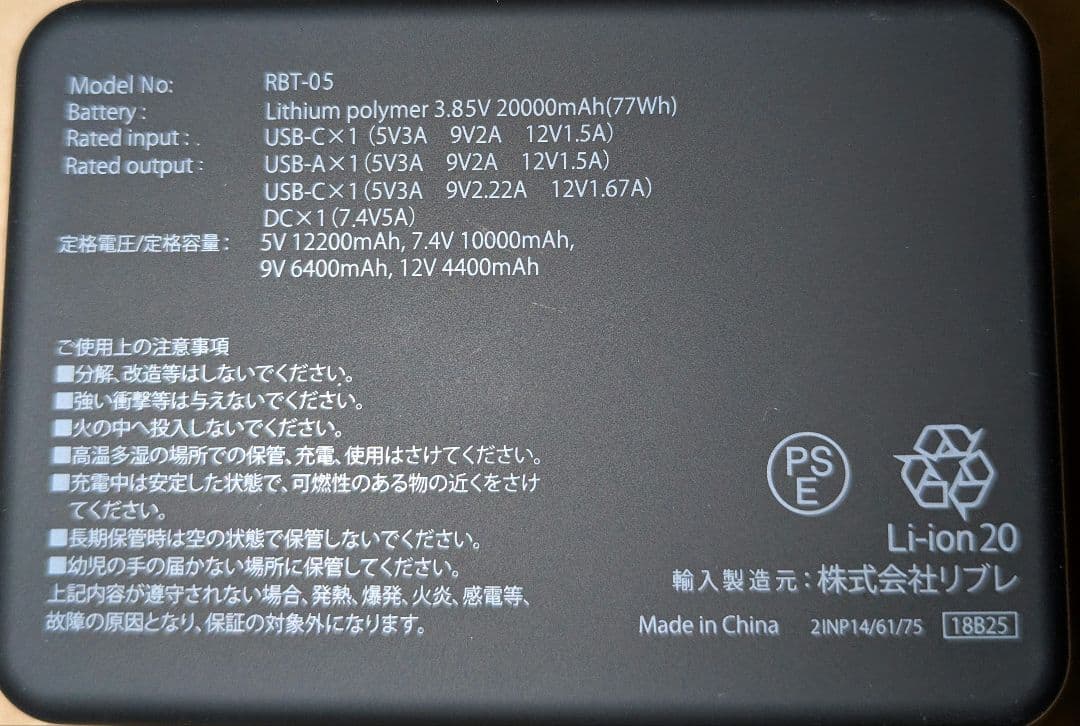 Model No: RBT-05
Battery: Lithium polymer 3.85V 20000mAh(77Wh)
Rated input: USB-C×1(5V3A 9V2A 12V1.5A)
Rated output: USB-A×1(5V3A 9V2A 12V1.5A)
USB-C×1(5V3A 9V2.22A 12V1.67A)
DC×1(7.4V5A)
定格電圧/定格容量: 5V 12200mAh, 7.4V 10000mAh,
9V 6400mAh, 12V 4400mAh
ご使用上の注意事項
■分解、改造等はしないでください。
■強い衝撃等は与えないでください。
■火の中へ投入しないでください。
■高温多湿の場所での保管、充電、使用はさけてください。
■充電中は安定した状態で、可燃性のある物の近くをさけ
てください。
■長期保管時は空の状態で保管しないでください。
■幼児の手の届かない場所に保管してください。
上記内容が遵守されない場合、発熱、爆発、火炎、感電等、
故障の原因となり、保証の対象外になります。
PS
E
Li-ion 20
輸入製造元:株式会社リブレ
Made in China 2INP14/61/75 18B25